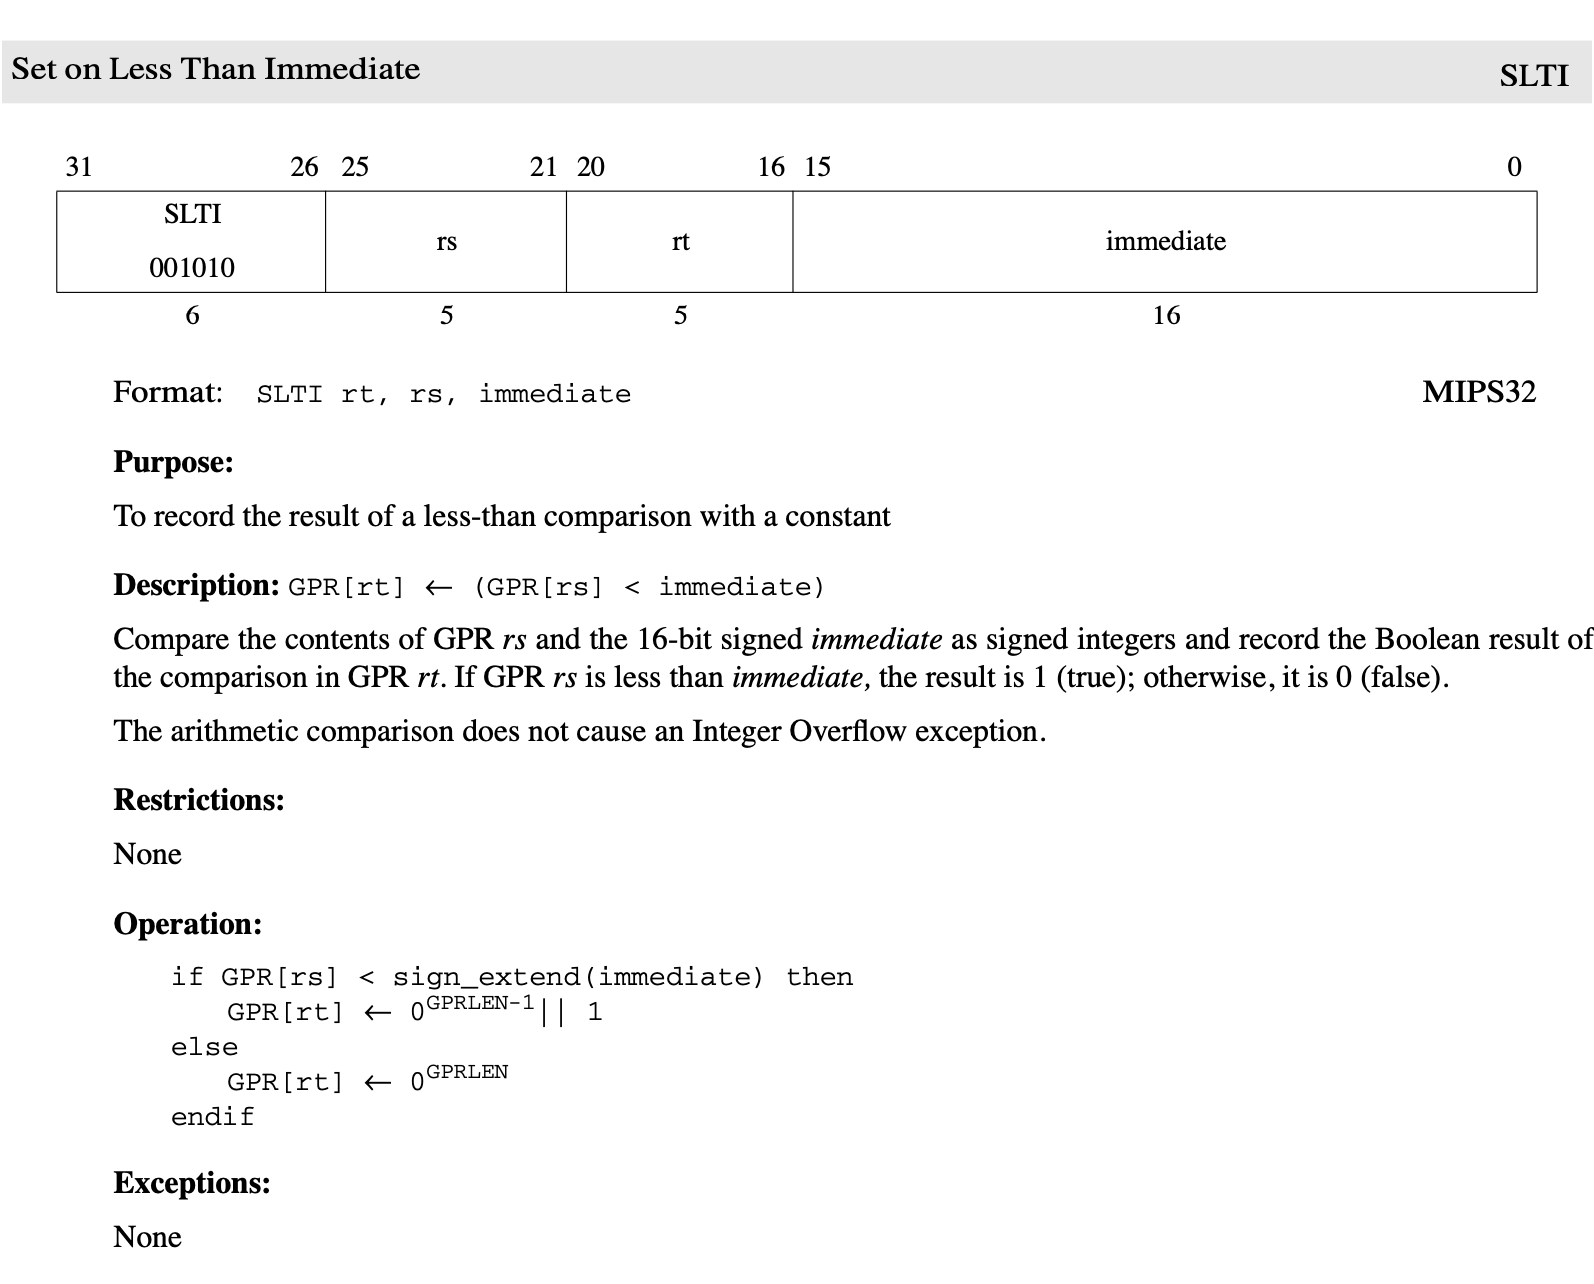 Set on Less Than Immediate SLTI
31 26 25 21 20 16 15 0
SLTI
001010
rs rt immediate
6 5 5 16
Format: SLTI rt, rs, immediate MIPS32
Purpose:
To record the result of a less-than comparison with a constant
Description: GPR[rt] ← (GPR[rs] < immediate)
Compare the contents of GPR rs and the 16-bit signed immediate as signed integers and record the Boolean result of
the comparison in GPR rt. If GPR rs is less than immediate, the result is 1 (true); otherwise, it is 0 (false).
The arithmetic comparison does not cause an Integer Overflow exception.
Restrictions:
None
Operation:
if GPR[rs] < sign_extend(immediate) then
GPR[rt] ← 0^GPRLEN-1|| 1
else
GPR[rt] ← 0^GPRLEN
endif
Exceptions:
None